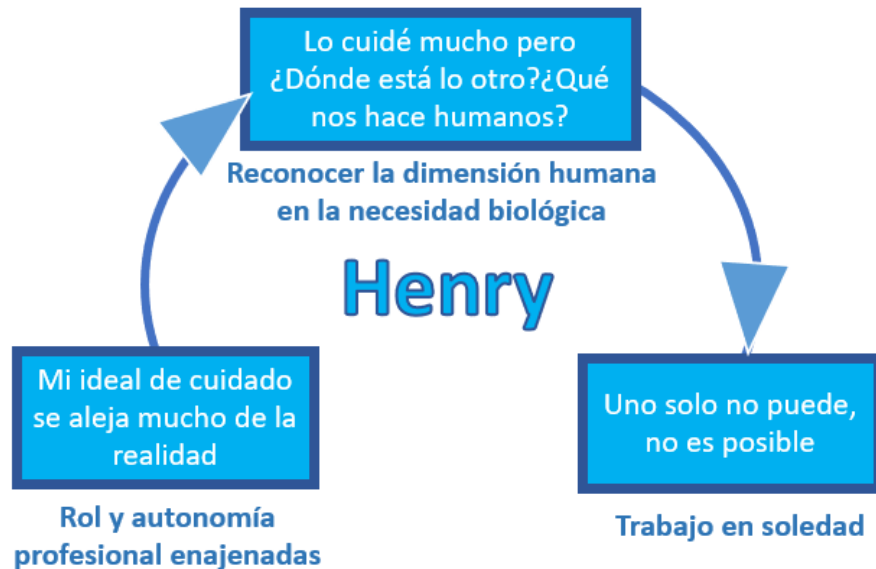 Lo cuidé mucho pero
¿Dónde está lo otro?¿Qué
nos hace humanos?
Reconocer la dimensión humana
en la necesidad biológica
Henry
Mi ideal de cuidado
se aleja mucho de la
realidad
Rol y autonomía
profesional enajenadas
Uno solo no puede,
no es posible
Trabajo en soledad